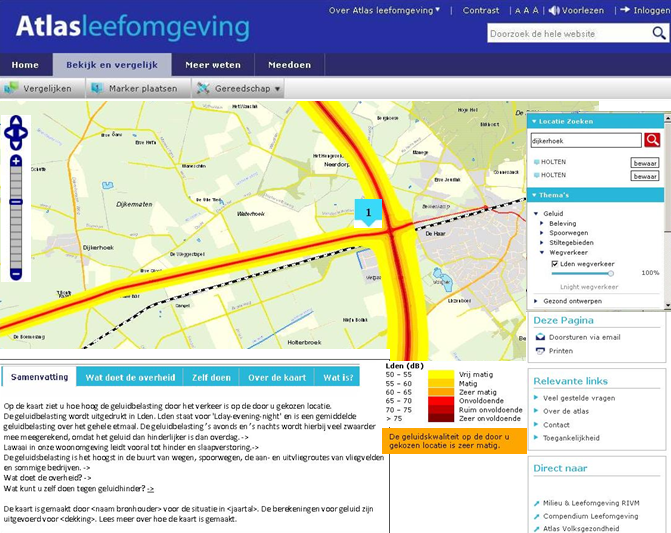 Over Atlas leefomgeving | Contrast | A A A | Voorlezen | Inloggen
Atlasleefomgeving
Doorzoek de hele website
Home Bekijk en vergelijk Meer weten Meedoen
Vergelijken Marker plaatsen Gereedschap
Neerdorp
Dijkermaten
Waterhoek
Dijkerhoek
De Haar
Holterbroek
1
Locatie Zoeken
dijkerhoek
HOLTEN bewaar
HOLTEN bewaar
Thema's
Geluid
Beleving
Spoorwegen
Stiltegebieden
Wegverkeer
Lden wegverkeer
100%
Lnight wegverkeer
Gezond ontwerpen
Deze Pagina
Doorsturen via email
Printen
Relevante links
Veel gestelde vragen
Over de atlas
Contact
Toegankelijkheid
Direct naar
Milieu & Leefomgeving RIVM
Compendium Leefomgeving
Atlas Volksgezondheid
Samenvatting Wat doet de overheid Zelf doen Over de kaart Wat is?
Op de kaart ziet u hoe hoog de geluidbelasting door het verkeer is op de door u gekozen locatie.
De geluidbelasting wordt uitgedrukt in Lden. Lden staat voor 'Lday-evening-night' en is een gemiddelde
geluidbelasting over het gehele etmaal. De geluidbelasting 's avonds en 's nachts wordt hierbij veel zwaarder
mee meegerekend, omdat het geluid dan hinderlijker is dan overdag. ->
Lawaai in onze woonomgeving leidt vooral tot hinder en slaapverstoring.->
De geluidsbelasting is het hoogst in de buurt van wegen, spoorwegen, de aan- en uitvliegroutes van vliegvelden
en sommige bedrijven. ->
Wat doet de overheid? ->
Wat kunt u zelf doen tegen geluidhinder? ->
De kaart is gemaakt door <naam bronhouder> voor de situatie in <jaartal>. De berekeningen voor geluid zijn
uitgevoerd voor <dekking>. Lees meer over hoe de kaart is gemaakt.
Lden (dB)
50 - 55 Vrij matig
55 - 60 Matig
60 - 65 Zeer matig
65 - 70 Onvoldoende
70 - 75 Ruim onvoldoende
> 75 Zeer onvoldoende
De geluidskwaliteit op de door u
gekozen locatie is zeer matig.